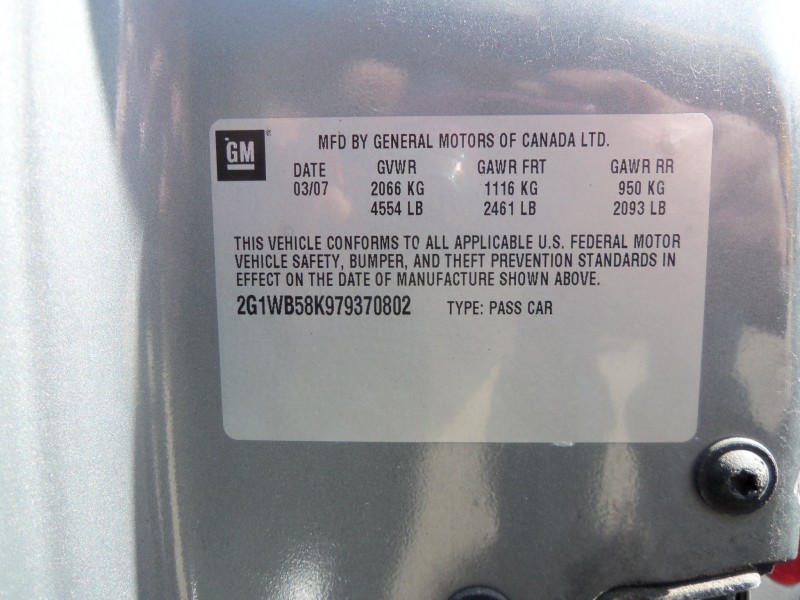 GM® MFD BY GENERAL MOTORS OF CANADA LTD.
DATE GVWR GAWR FRT GAWR RR
03/07 2066 KG 1116 KG 950 KG
4554 LB 2461 LB 2093 LB
THIS VEHICLE CONFORMS TO ALL APPLICABLE U.S. FEDERAL MOTOR
VEHICLE SAFETY, BUMPER, AND THEFT PREVENTION STANDARDS IN
EFFECT ON THE DATE OF MANUFACTURE SHOWN ABOVE.
2G1WB58K979370802 TYPE: PASS CAR